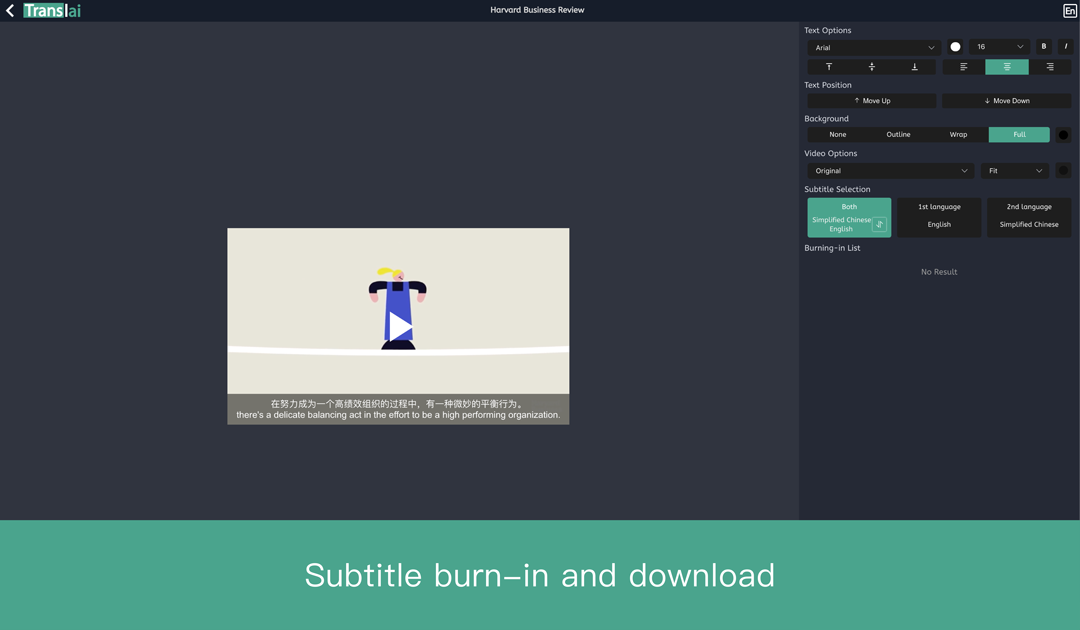 Translai
Harvard Business Review
En
Text Options
Arial
16
B
I
Text Position
↑ Move Up
↓ Move Down
Background
None
Outline
Wrap
Full
Video Options
Original
Fit
Subtitle Selection
Both
Simplified Chinese
English
1st language
English
2nd language
Simplified Chinese
Burning-in List
No Result
在努力成为一个高绩效组织的过程中，有一种微妙的平衡行为。
there's a delicate balancing act in the effort to be a high performing organization.
Subtitle burn-in and download